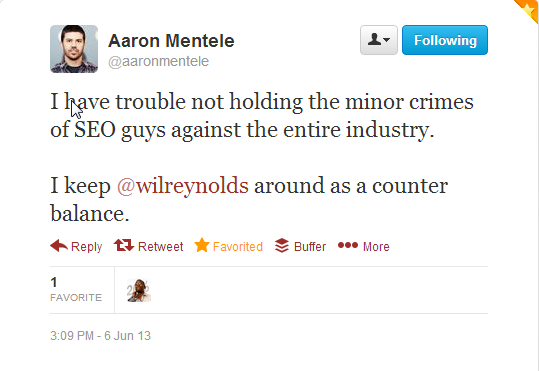 Aaron Mentele
@aaronmentele
Following
I have trouble not holding the minor crimes
of SEO guys against the entire industry.
I keep @wilreynolds around as a counter
balance.
Reply Retweet Favorited Buffer More
1
FAVORITE
3:09 PM - 6 Jun 13